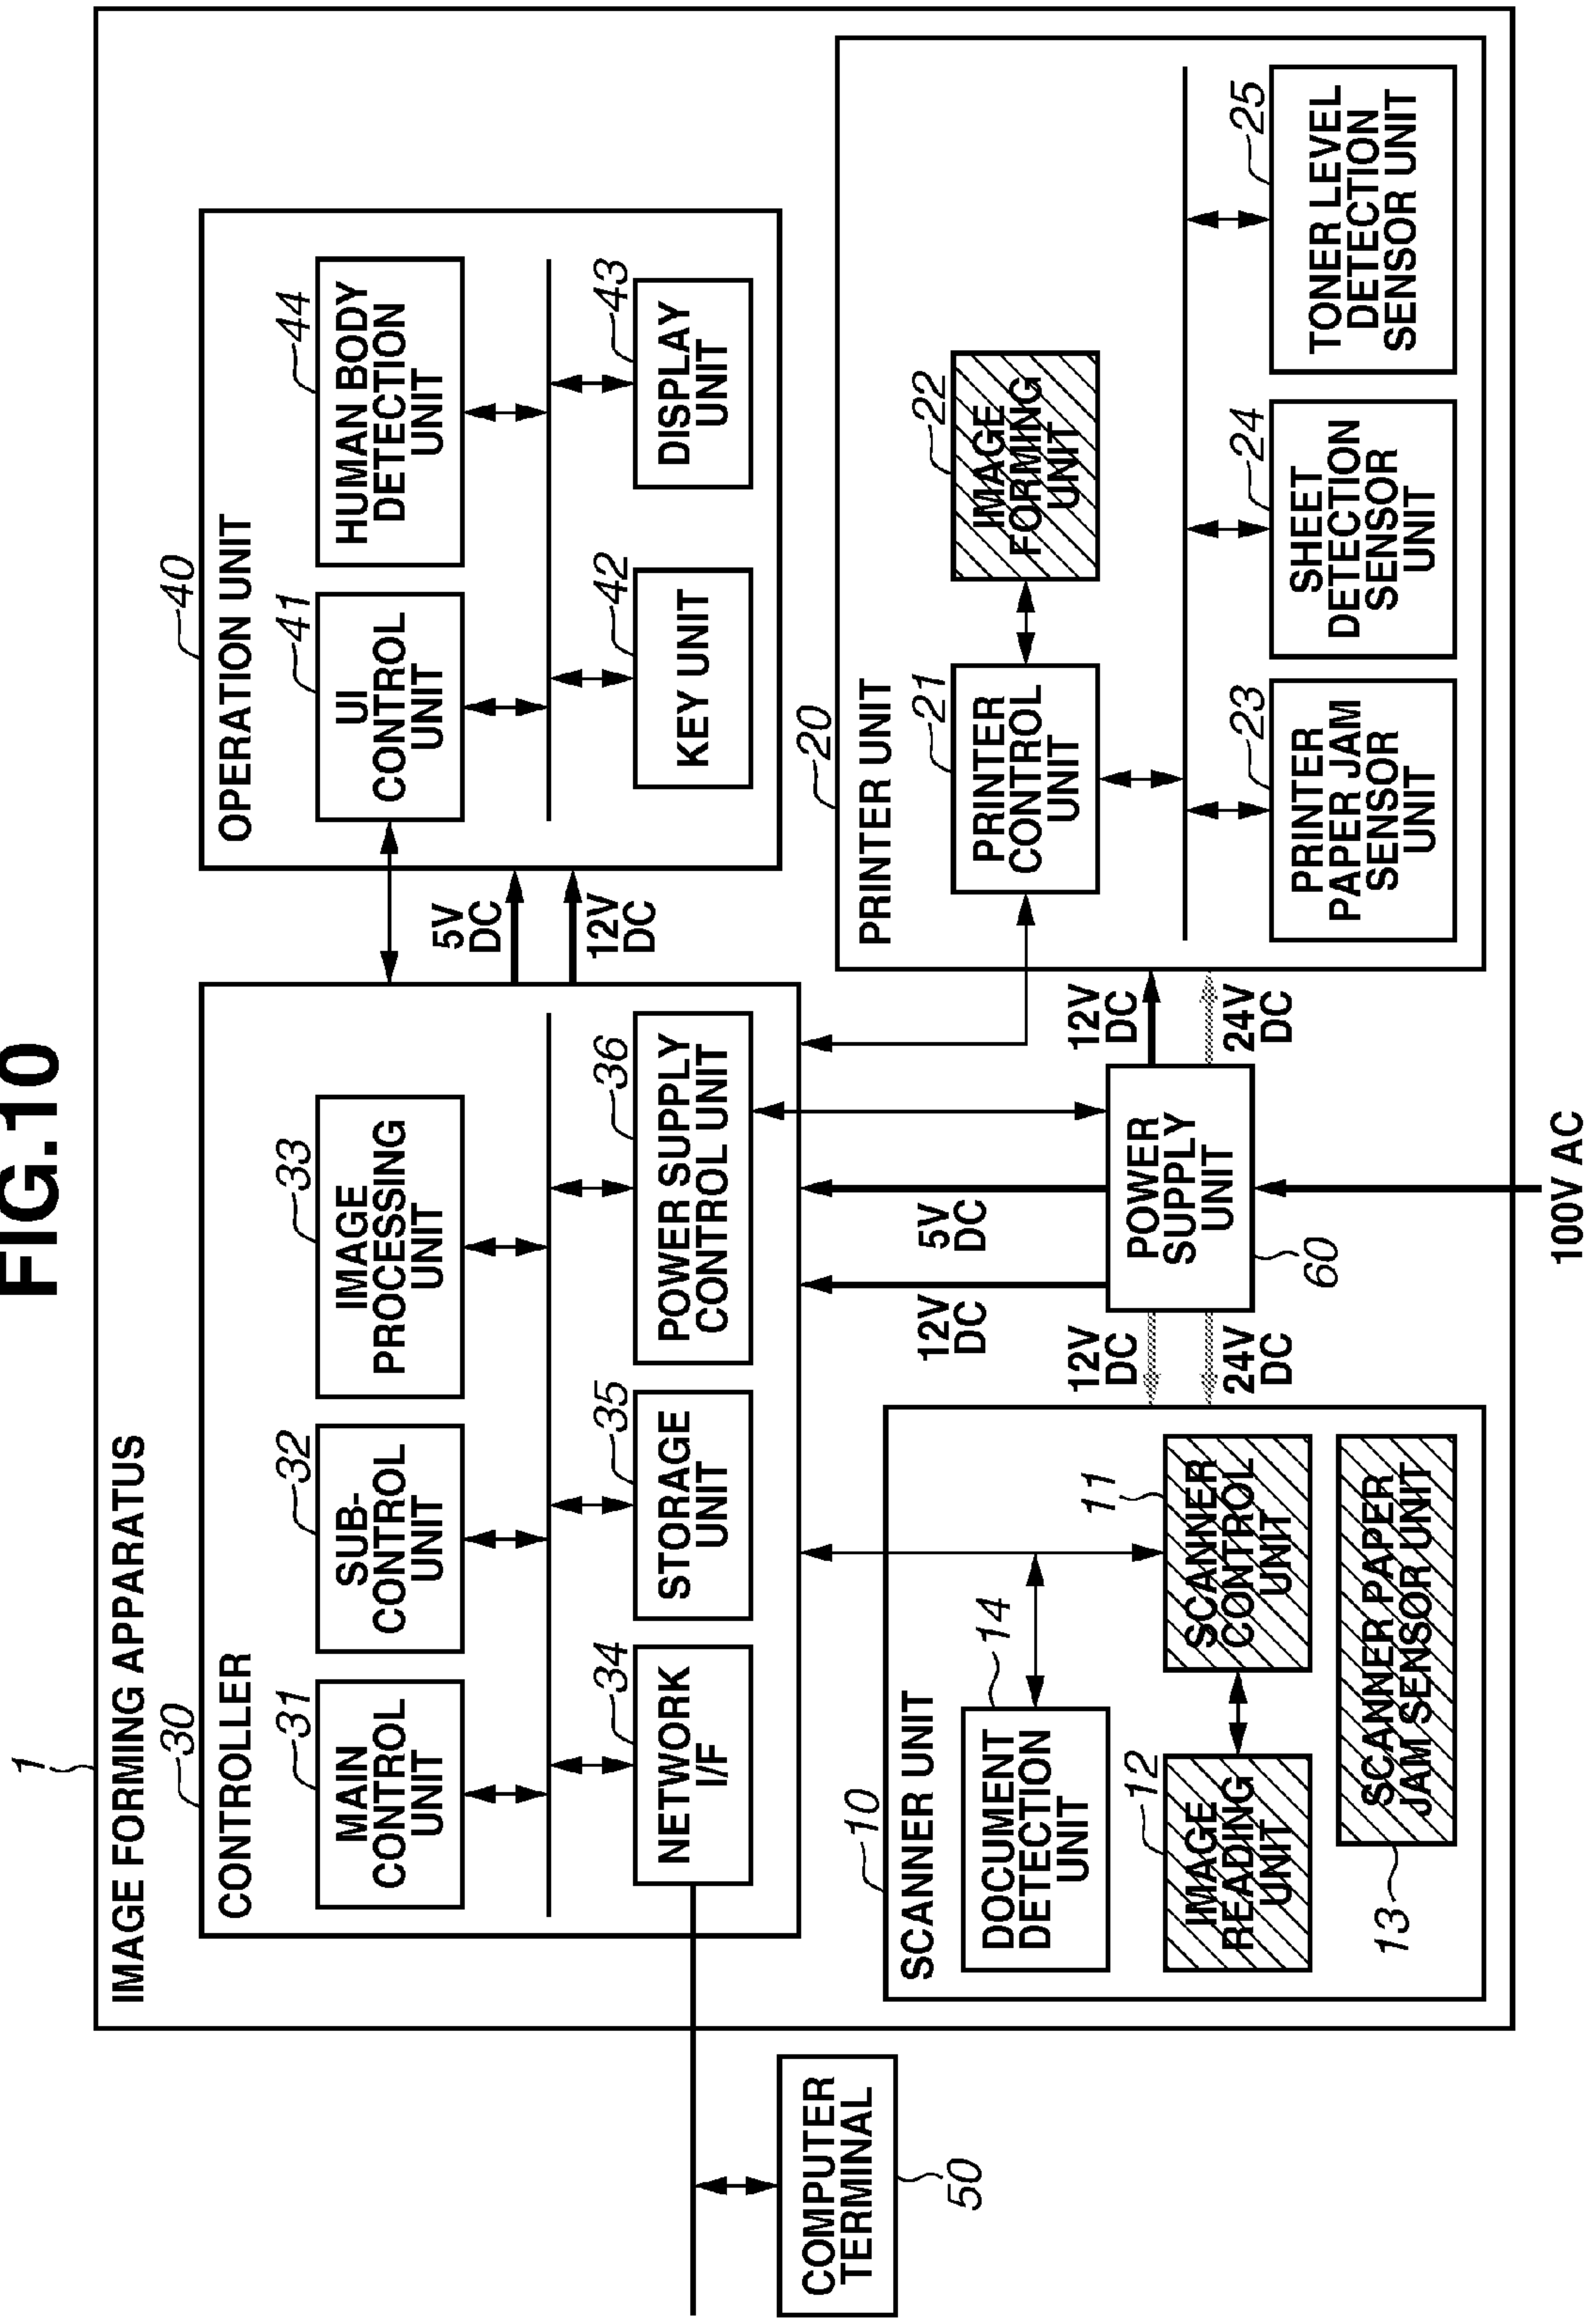 FIG.10
1
IMAGE FORMING APPARATUS
30
CONTROLLER
31
MAIN
CONTROL
UNIT
32
SUB-
CONTROL
UNIT
33
IMAGE
PROCESSING
UNIT
34
NETWORK
I/F
35
STORAGE
UNIT
36
POWER SUPPLY
CONTROL UNIT
5V
DC
12V
DC
40
OPERATION UNIT
41
UI
CONTROL
UNIT
44
HUMAN BODY
DETECTION
UNIT
42
KEY UNIT
43
DISPLAY
UNIT
50
COMPUTER
TERMINAL
10
SCANNER UNIT
14
DOCUMENT
DETECTION
UNIT
11
SCANNER
CONTROL
UNIT
12
IMAGE
READING
UNIT
13
SCANNER PAPER
JAM SENSOR UNIT
12V
DC
5V
DC
12V
DC
24V
DC
POWER
SUPPLY
UNIT
60
100V AC
12V
DC
24V
DC
20
PRINTER UNIT
21
PRINTER
CONTROL
UNIT
22
IMAGE
FORMING
UNIT
23
PRINTER
PAPER JAM
SENSOR
UNIT
24
SHEET
DETECTION
SENSOR
UNIT
25
TONER LEVEL
DETECTION
SENSOR UNIT